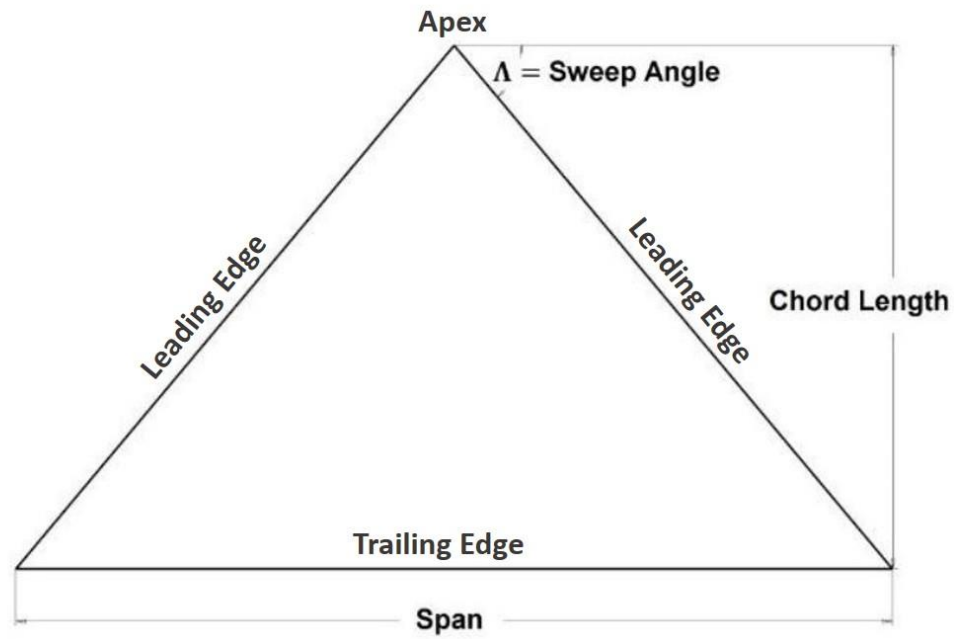 Apex
Λ = Sweep Angle
Leading Edge
Leading Edge
Chord Length
Trailing Edge
Span